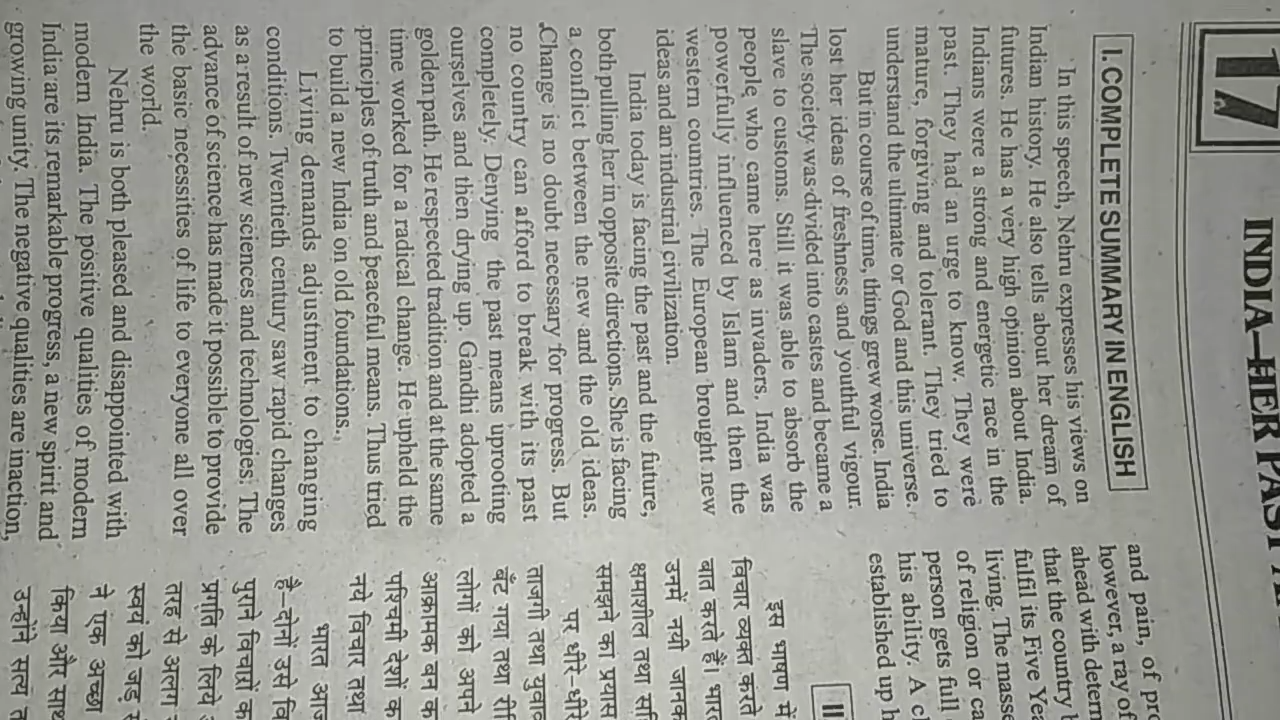 17
INDIA—HER PAST
I. COMPLETE SUMMARY IN ENGLISH
In this speech, Nehru expresses his views on
Indian history. He also tells about her dream of
futures. He has a very high opinion about India.
Indians were a strong and energetic race in the
past. They had an urge to know. They were
mature, forgiving and tolerant. They tried to
understand the ultimate or God and this universe.
But in course of time, things grew worse. India
lost her ideas of freshness and youthful vigour.
The society was divided into castes and became a
slave to customs. Still it was able to absorb the
people who came here as invaders. India was
powerfully influenced by Islam and then the
western countries. The European brought new
ideas and an industrial civilization.
India today is facing the past and the future,
both pulling her in opposite directions. She is facing
a conflict between the new and the old ideas.
Change is no doubt necessary for progress. But
no country can afford to break with its past
completely. Denying the past means uprooting
ourselves and then drying up. Gandhi adopted a
golden path. He respected tradition and at the same
time worked for a radical change. He upheld the
principles of truth and peaceful means. Thus tried
to build a new India on old foundations.
Living demands adjustment to changing
conditions. Twentieth century saw rapid changes
as a result of new sciences and technologies. The
advance of science has made it possible to provide
the basic necessities of life to everyone all over
the world.
Nehru is both pleased and disappointed with
modern India. The positive qualities of modern
India are its remarkable progress, a new spirit and
growing unity. The negative qualities are inaction,
and pain, of pr
however, a ray of
ahead with determ
that the country
fulfil its Five Yea
living. The masse
of religion or ca
person gets full
his ability. A cl
established up h
II
इस भाषण में
विचार व्यक्त करते
बात करते हैं। भारत
उनमें नयी जानक
क्षमाशील तथा सहि
समझने का प्रयास
पर धीरे-धीरे
ताजगी तथा युवाव
बँट गया तथा री
लोगों को अपने
आक्रामक बन क
पश्चिमी देशों क
नये विचार तथा
भारत आज
है—दोनों उसे वि
पुराने विचारों क
प्रगति के लिये
तरह से अलग
स्वयं को जड़ स
ने एक अच्छा
किया और साथ
उन्होंने सत्य त